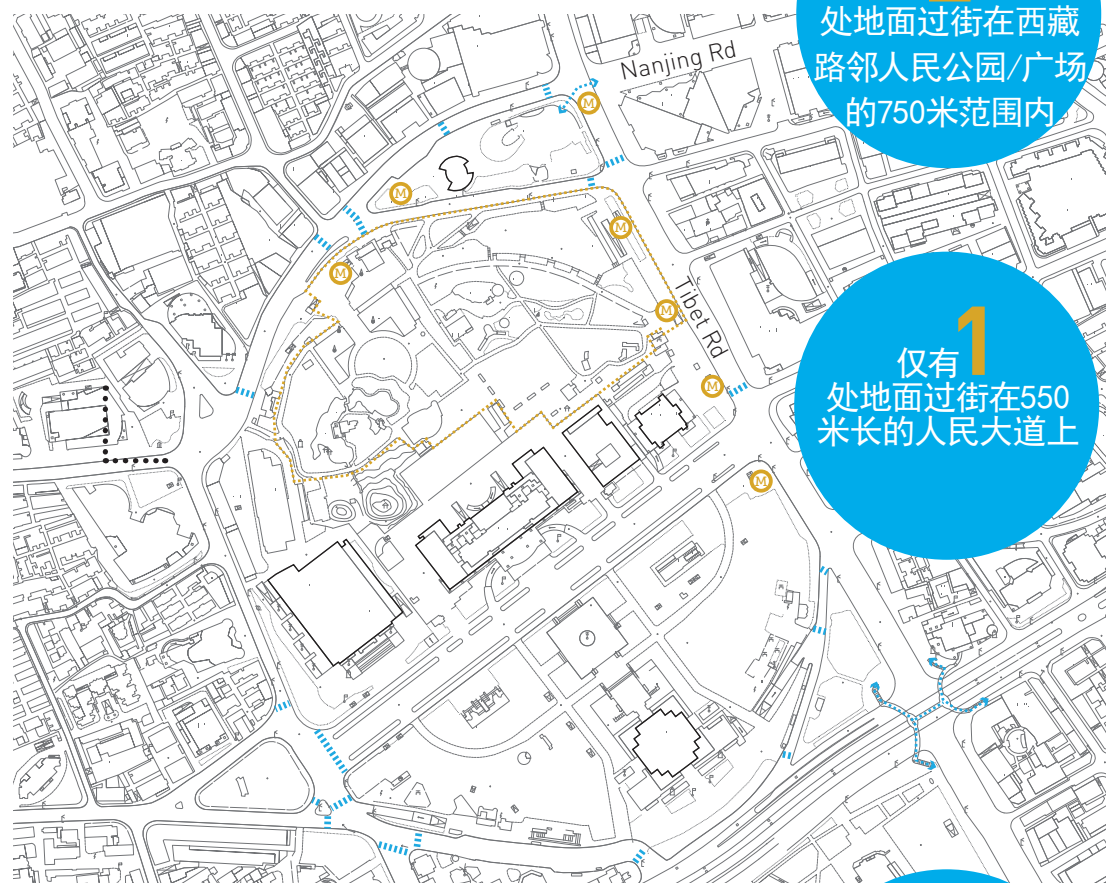 处地面过街在西藏
路邻人民公园/广场
的750米范围内
Nanjing Rd
M
M
M
M
M
Tibet Rd
M
M
仅有1
处地面过街在550
米长的人民大道上